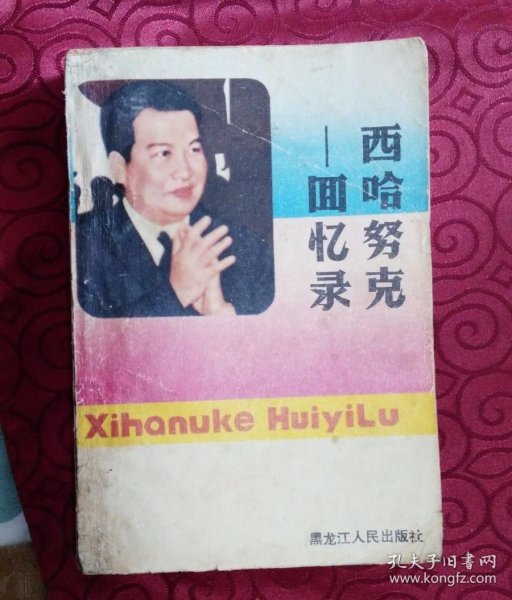 西哈努克
—回忆录
Xihanuke HuiyiLu
黑龙江人民出版社
孔夫子旧书网
www.kongfz.com